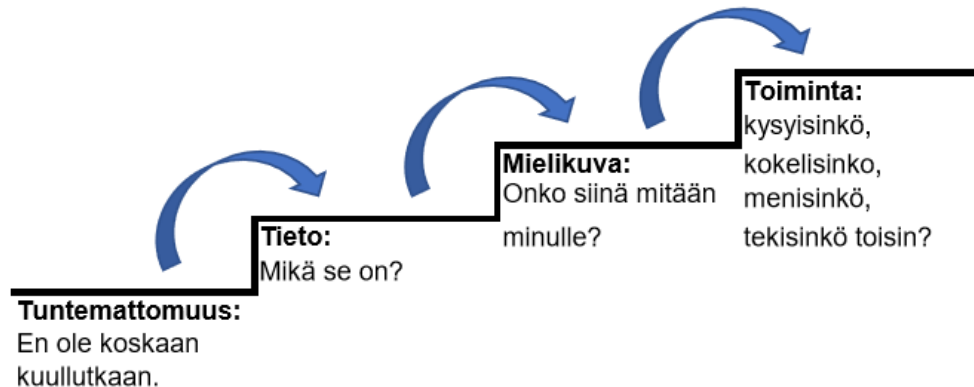 Tuntemattomuus:
En ole koskaan
kuullutkaan.
Tieto:
Mikä se on?
Mielikuva:
Onko siinä mitään
minulle?
Toiminta:
kysyisinkö,
kokelisinko,
menisinkö,
tekisinkö toisin?